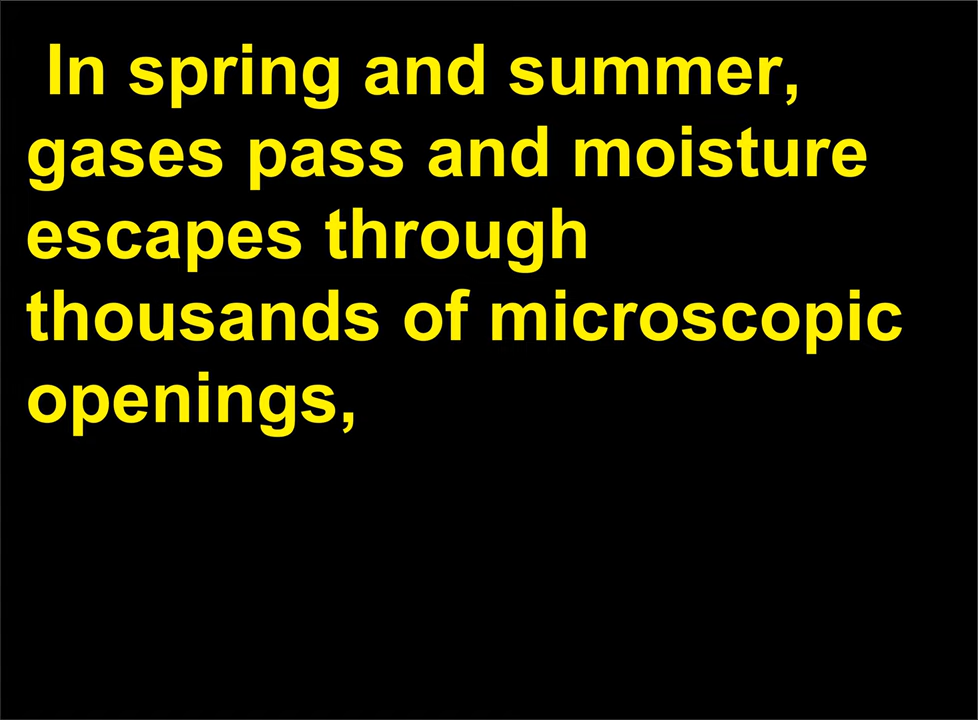 In spring and summer,
gases pass and moisture
escapes through
thousands of microscopic
openings,